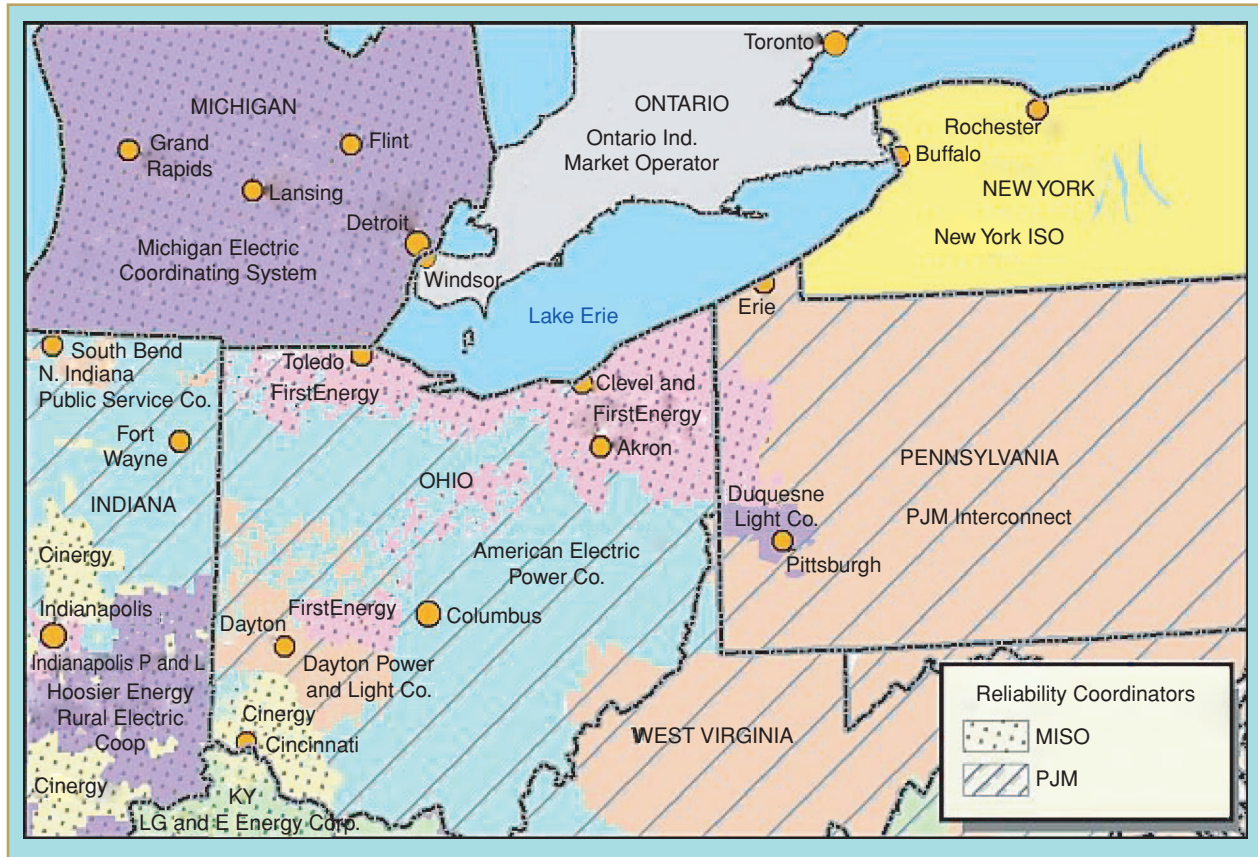 Toronto
MICHIGAN
ONTARIO
Ontario Ind.
Market Operator
Grand
Rapids
Flint
Rochester
Buffalo
Lansing
NEW YORK
Detroit
New York ISO
Michigan Electric
Coordinating System
Windsor
Lake Erie
Erie
South Bend
N. Indiana
Public Service Co.
Toledo
FirstEnergy
Clevel and
FirstEnergy
Fort
Wayne
Akron
PENNSYLVANIA
PJM Interconnect
OHIO
INDIANA
Duquesne
Light Co.
Pittsburgh
Cinergy
American Electric
Power Co.
Indianapolis
FirstEnergy
Columbus
Dayton
Indianapolis P and L
Dayton Power
and Light Co.
Hoosier Energy
Rural Electric
Coop
Cinergy
Cincinnati
WEST VIRGINIA
Cinergy
KY
LG and E Energy Corp.
Reliability Coordinators
MISO
PJM